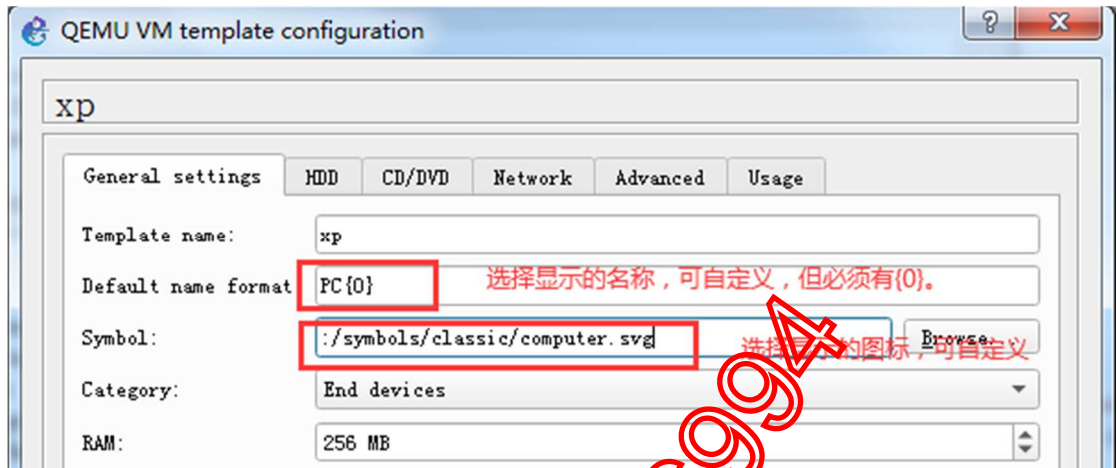 QEMU VM template configuration
xp
General settings HDD CD/DVD Network Advanced Usage
Template name: xp
Default name format PC{0} 选择显示的名称，可自定义，但必须有{0}。
Symbol: :/symbols/classic/computer.svg Browse... 选择显示的图标，可自定义
Category: End devices
RAM: 256 MB
6994